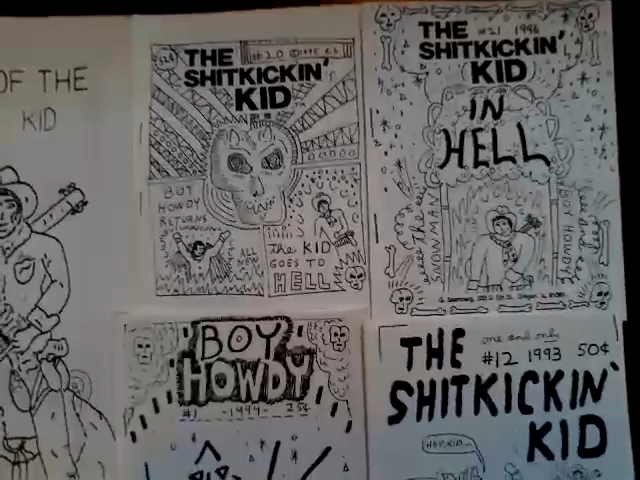 OF THE
KID
THE
SHITKICKIN'
KID
BOY
HOWDY
RETURNS
ALL
NEW
The KID
GOES TO
HELL
#21 1996
THE
SHITKICKIN'
KID
IN
HELL
SNOWMAN
BOY HOWDY
BOY
HOWDY
#1 -1994- 25¢
one and only
THE #12 1993 50¢
SHITKICKIN'
KID